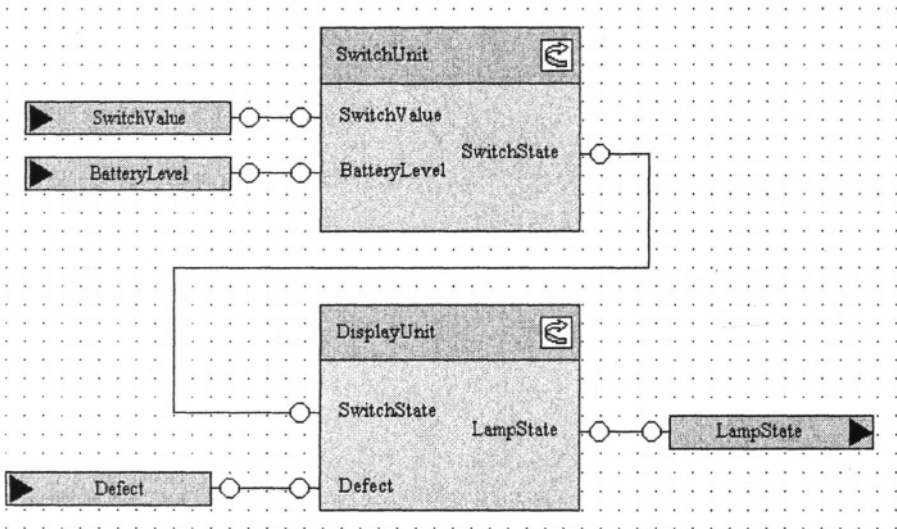 SwitchUnit
SwitchValue
SwitchValue
BatteryLevel
BatteryLevel
SwitchState
DisplayUnit
SwitchState
LampState
LampState
Defect
Defect